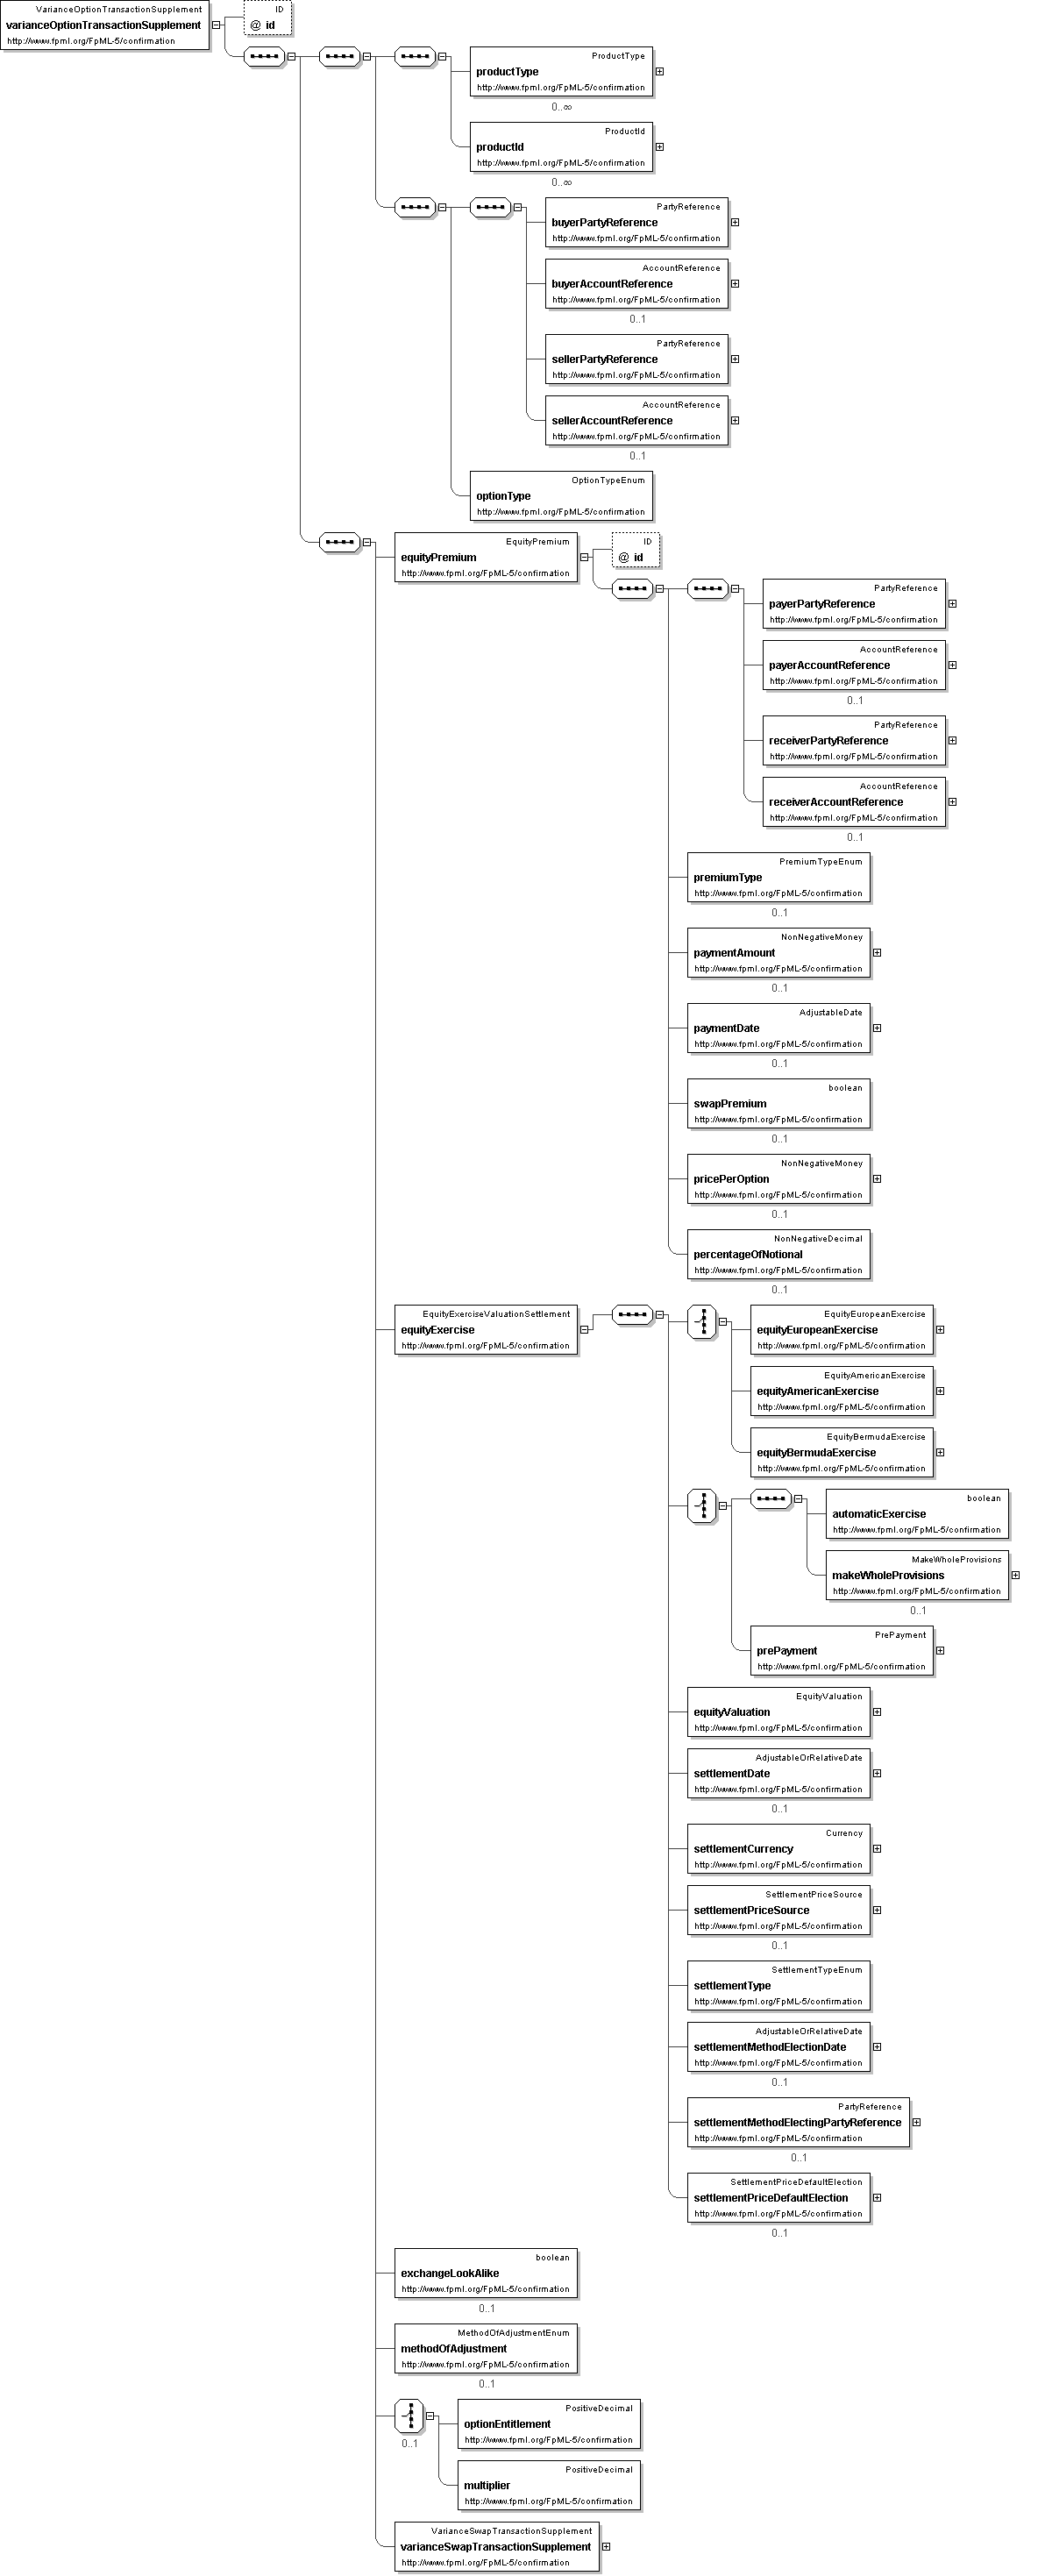 VarianceOptionTransactionSupplement
varianceOptionTransactionSupplement
http://www.fpml.org/FpML-5/confirmation
ID
@ id
ProductType
productType
http://www.fpml.org/FpML-5/confirmation
0..∞
ProductId
productId
http://www.fpml.org/FpML-5/confirmation
0..∞
PartyReference
buyerPartyReference
http://www.fpml.org/FpML-5/confirmation
AccountReference
buyerAccountReference
http://www.fpml.org/FpML-5/confirmation
0..1
PartyReference
sellerPartyReference
http://www.fpml.org/FpML-5/confirmation
AccountReference
sellerAccountReference
http://www.fpml.org/FpML-5/confirmation
0..1
OptionTypeEnum
optionType
http://www.fpml.org/FpML-5/confirmation
EquityPremium
equityPremium
http://www.fpml.org/FpML-5/confirmation
ID
@ id
PartyReference
payerPartyReference
http://www.fpml.org/FpML-5/confirmation
AccountReference
payerAccountReference
http://www.fpml.org/FpML-5/confirmation
0..1
PartyReference
receiverPartyReference
http://www.fpml.org/FpML-5/confirmation
AccountReference
receiverAccountReference
http://www.fpml.org/FpML-5/confirmation
0..1
PremiumTypeEnum
premiumType
http://www.fpml.org/FpML-5/confirmation
0..1
NonNegativeMoney
paymentAmount
http://www.fpml.org/FpML-5/confirmation
0..1
AdjustableDate
paymentDate
http://www.fpml.org/FpML-5/confirmation
0..1
boolean
swapPremium
http://www.fpml.org/FpML-5/confirmation
0..1
NonNegativeMoney
pricePerOption
http://www.fpml.org/FpML-5/confirmation
0..1
NonNegativeDecimal
percentageOfNotional
http://www.fpml.org/FpML-5/confirmation
0..1
EquityExerciseValuationSettlement
equityExercise
http://www.fpml.org/FpML-5/confirmation
EquityEuropeanExercise
equityEuropeanExercise
http://www.fpml.org/FpML-5/confirmation
EquityAmericanExercise
equityAmericanExercise
http://www.fpml.org/FpML-5/confirmation
EquityBermudaExercise
equityBermudaExercise
http://www.fpml.org/FpML-5/confirmation
boolean
automaticExercise
http://www.fpml.org/FpML-5/confirmation
MakeWholeProvisions
makeWholeProvisions
http://www.fpml.org/FpML-5/confirmation
0..1
PrePayment
prePayment
http://www.fpml.org/FpML-5/confirmation
EquityValuation
equityValuation
http://www.fpml.org/FpML-5/confirmation
AdjustableOrRelativeDate
settlementDate
http://www.fpml.org/FpML-5/confirmation
0..1
Currency
settlementCurrency
http://www.fpml.org/FpML-5/confirmation
SettlementPriceSource
settlementPriceSource
http://www.fpml.org/FpML-5/confirmation
0..1
SettlementTypeEnum
settlementType
http://www.fpml.org/FpML-5/confirmation
AdjustableOrRelativeDate
settlementMethodElectionDate
http://www.fpml.org/FpML-5/confirmation
0..1
PartyReference
settlementMethodElectingPartyReference
http://www.fpml.org/FpML-5/confirmation
0..1
SettlementPriceDefaultElection
settlementPriceDefaultElection
http://www.fpml.org/FpML-5/confirmation
0..1
boolean
exchangeLookAlike
http://www.fpml.org/FpML-5/confirmation
0..1
MethodOfAdjustmentEnum
methodOfAdjustment
http://www.fpml.org/FpML-5/confirmation
0..1
0..1
PositiveDecimal
optionEntitlement
http://www.fpml.org/FpML-5/confirmation
PositiveDecimal
multiplier
http://www.fpml.org/FpML-5/confirmation
VarianceSwapTransactionSupplement
varianceSwapTransactionSupplement
http://www.fpml.org/FpML-5/confirmation